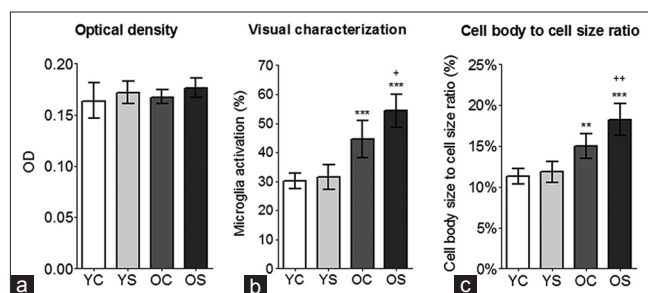 Optical density
Visual characterization
Cell body to cell size ratio
OD
0.20
0.15
0.10
0.05
0.00
YC YS OC OS
a
Microglia activation (%)
70
60
50
40
30
20
10
0
***
+
***
YC YS OC OS
b
Cell body size to cell size ratio (%)
25%
20%
15%
10%
5%
0%
**
++
***
YC YS OC OS
c